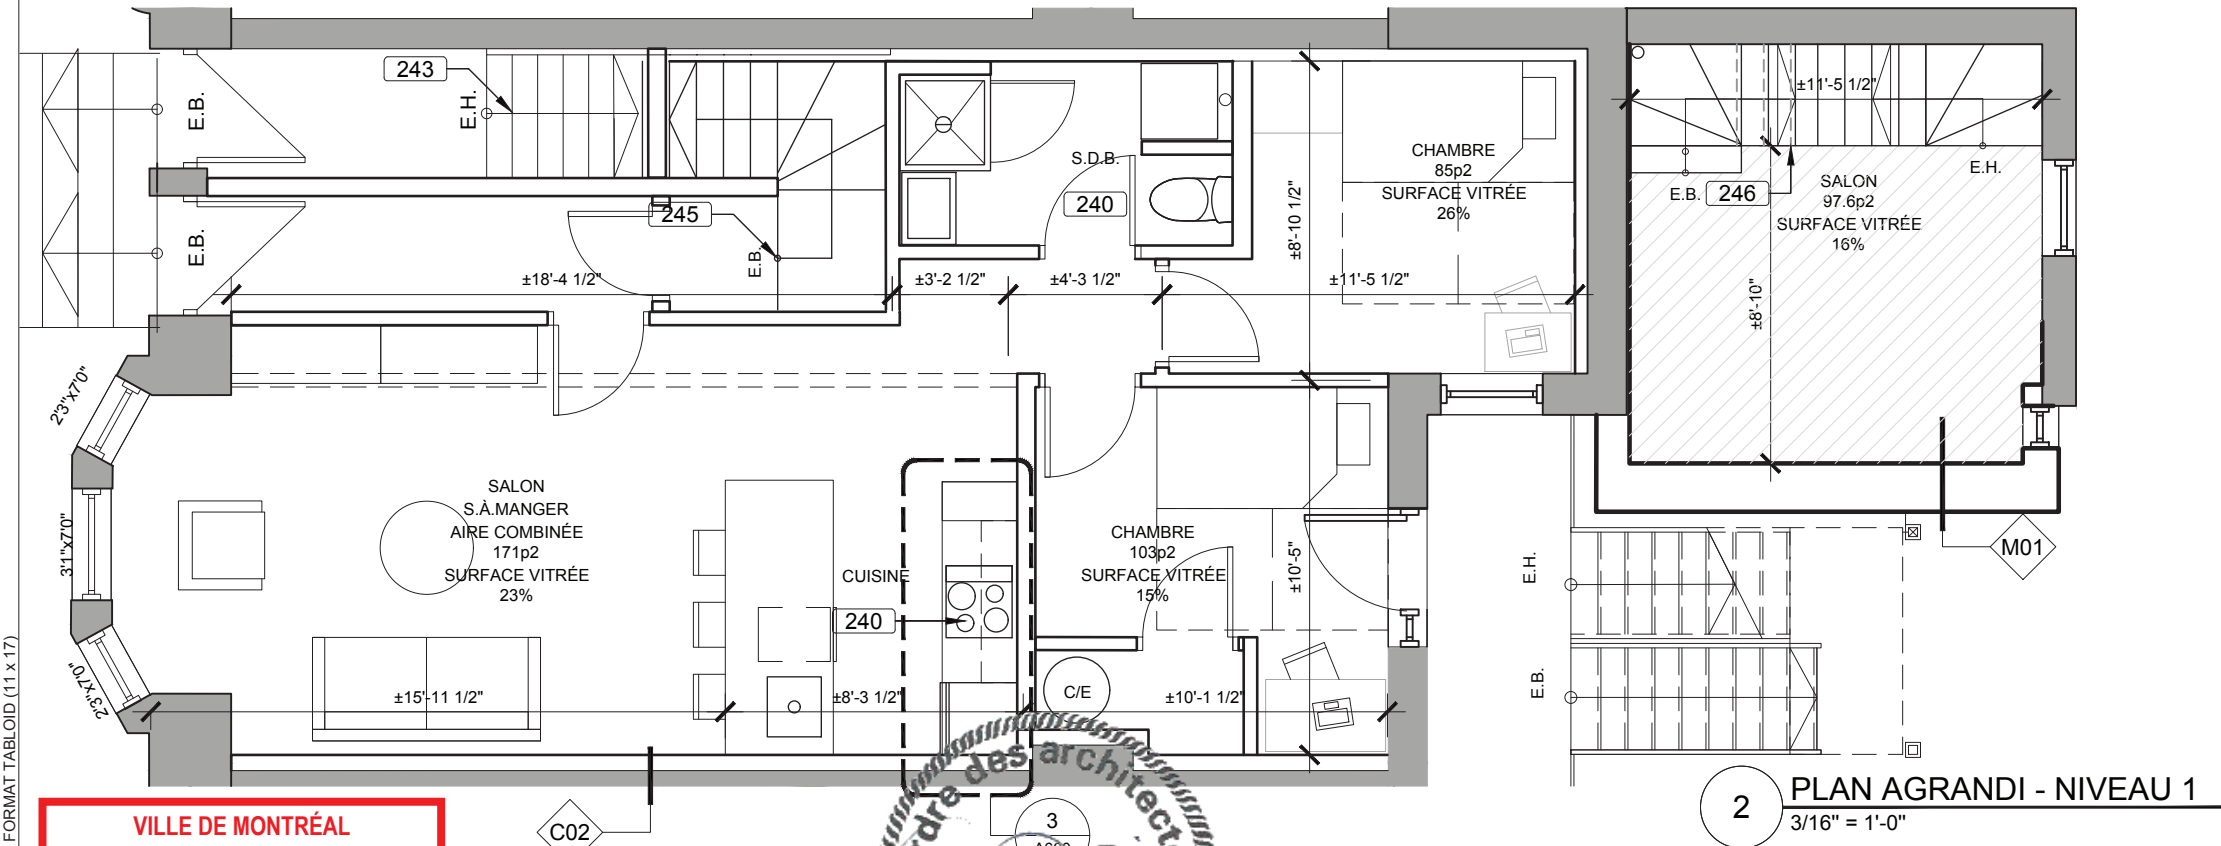 243
E.B.
E.H.
±11'-5 1/2"
S.D.B.
240
CHAMBRE
85p2
SURFACE VITRÉE
26%
E.B.
246
E.H.
SALON
97.6p2
SURFACE VITRÉE
16%
245
E.B.
E.B.
±8'-10 1/2"
±18'-4 1/2"
±3'-2 1/2"
±4'-3 1/2"
±11'-5 1/2"
±8'-10"
2'3"x7'0"
3'1"x7'0"
2'3"x7'0"
SALON
S.À.MANGER
AIRE COMBINÉE
171p2
SURFACE VITRÉE
23%
CUISINE
240
CHAMBRE
103p2
SURFACE VITRÉE
15%
±10'-5"
E.H.
E.B.
M01
C/E
±15'-11 1/2"
±8'-3 1/2"
±10'-1 1/2"
FORMAT TABLOID (11 x 17)
VILLE DE MONTRÉAL
C02
3
des architect
2
PLAN AGRANDI - NIVEAU 1
3/16" = 1'-0"